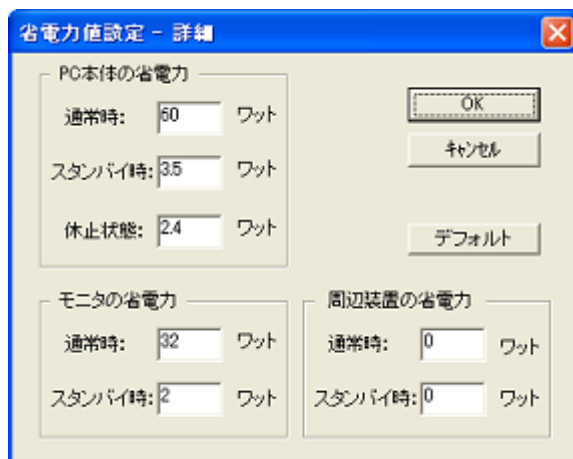 省電力値設定 - 詳細
PC本体の省電力
通常時: 60 ワット
スタンバイ時: 3.5 ワット
休止状態: 2.4 ワット
OK
キャンセル
デフォルト
モニタの省電力
通常時: 32 ワット
スタンバイ時: 2 ワット
周辺装置の省電力
通常時: 0 ワット
スタンバイ時: 0 ワット